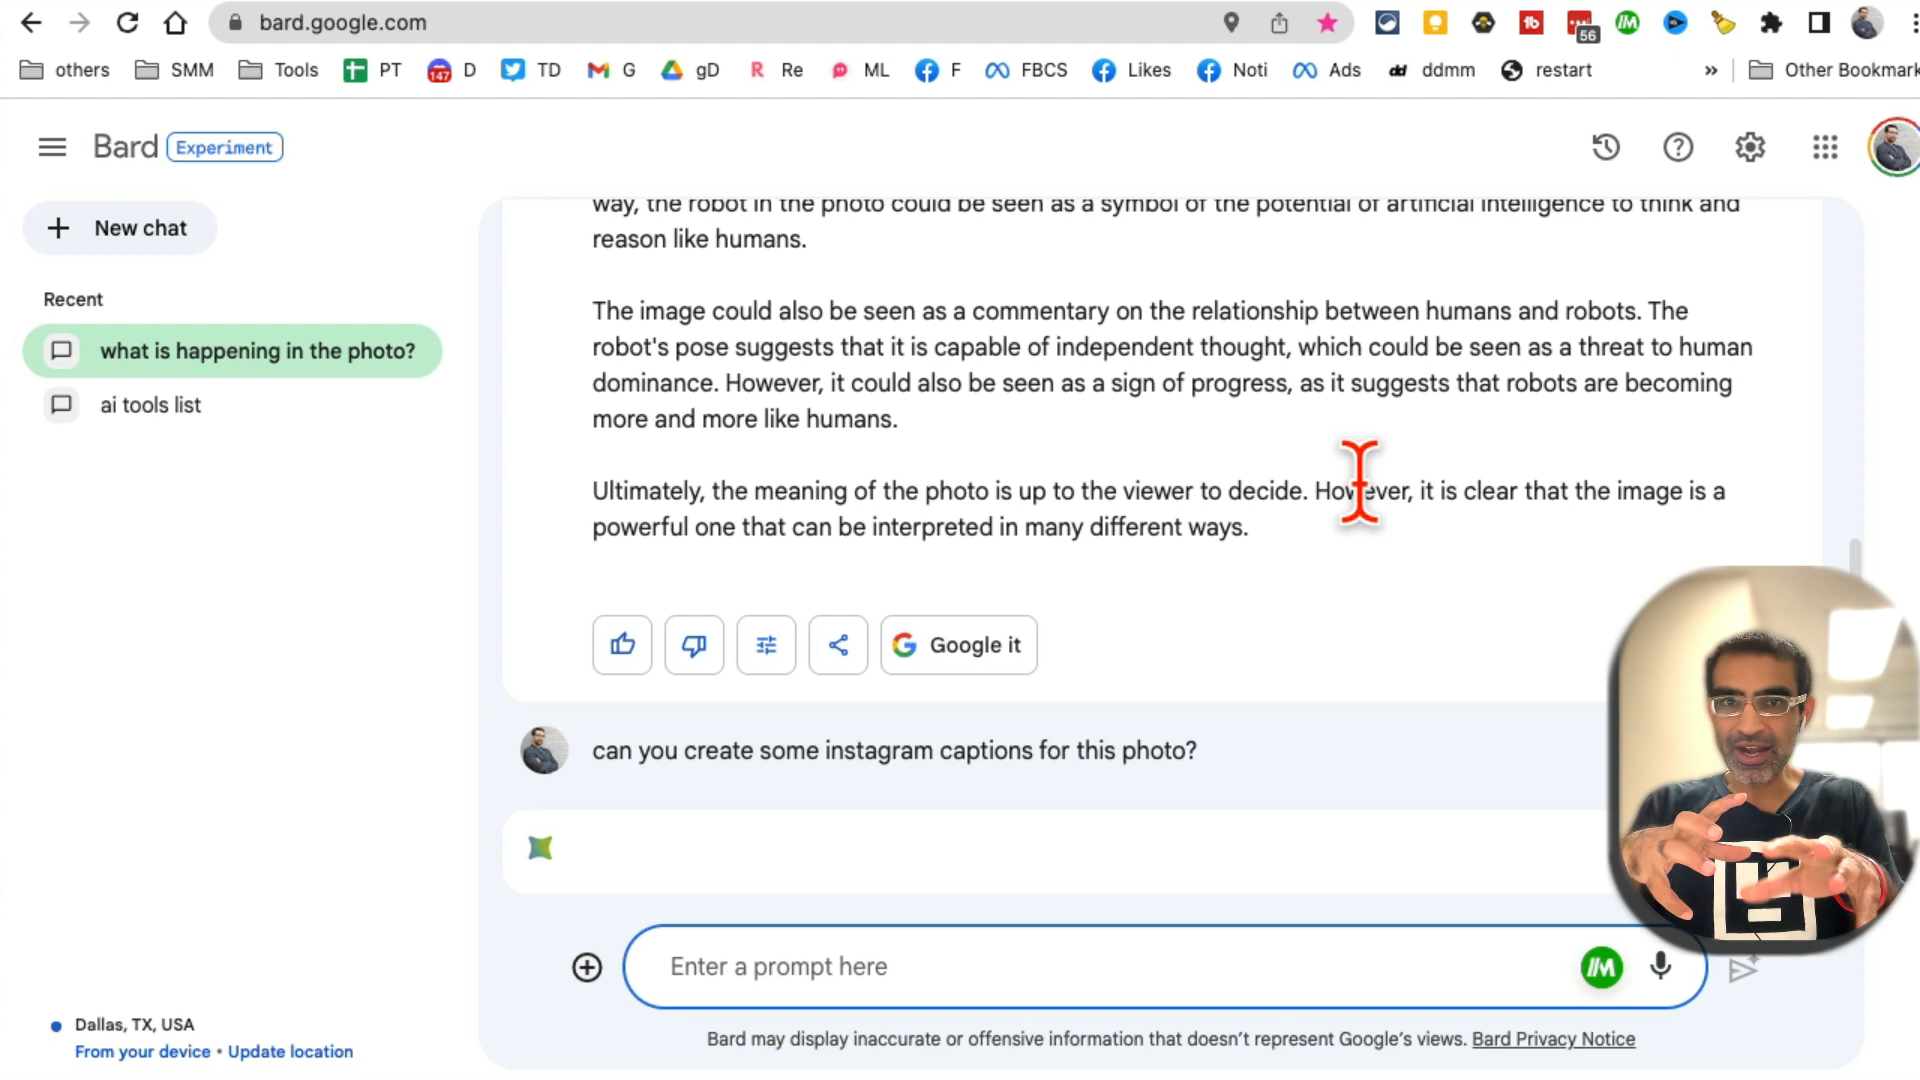 bard.google.com
56
others SMM Tools PT 147 D TD G gD R Re ML F FBCS Likes Noti Ads dd ddmm restart » Other Bookmark
Bard Experiment
New chat
Recent
what is happening in the photo?
ai tools list
way, the robot in the photo could be seen as a symbol of the potential of artificial intelligence to think and
reason like humans.
The image could also be seen as a commentary on the relationship between humans and robots. The
robot's pose suggests that it is capable of independent thought, which could be seen as a threat to human
dominance. However, it could also be seen as a sign of progress, as it suggests that robots are becoming
more and more like humans.
Ultimately, the meaning of the photo is up to the viewer to decide. However, it is clear that the image is a
powerful one that can be interpreted in many different ways.
Google it
can you create some instagram captions for this photo?
Enter a prompt here
Dallas, TX, USA
From your device • Update location
Bard may display inaccurate or offensive information that doesn't represent Google's views. Bard Privacy Notice